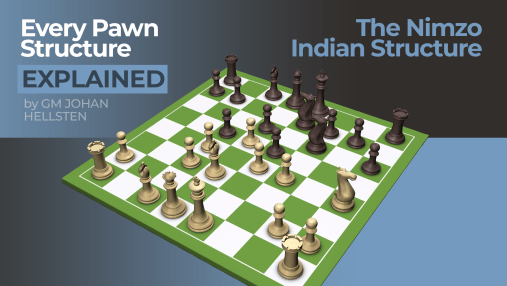 Every Pawn
Structure
EXPLAINED
by GM JOHAN
HELLSTEN
The Nimzo
Indian Structure